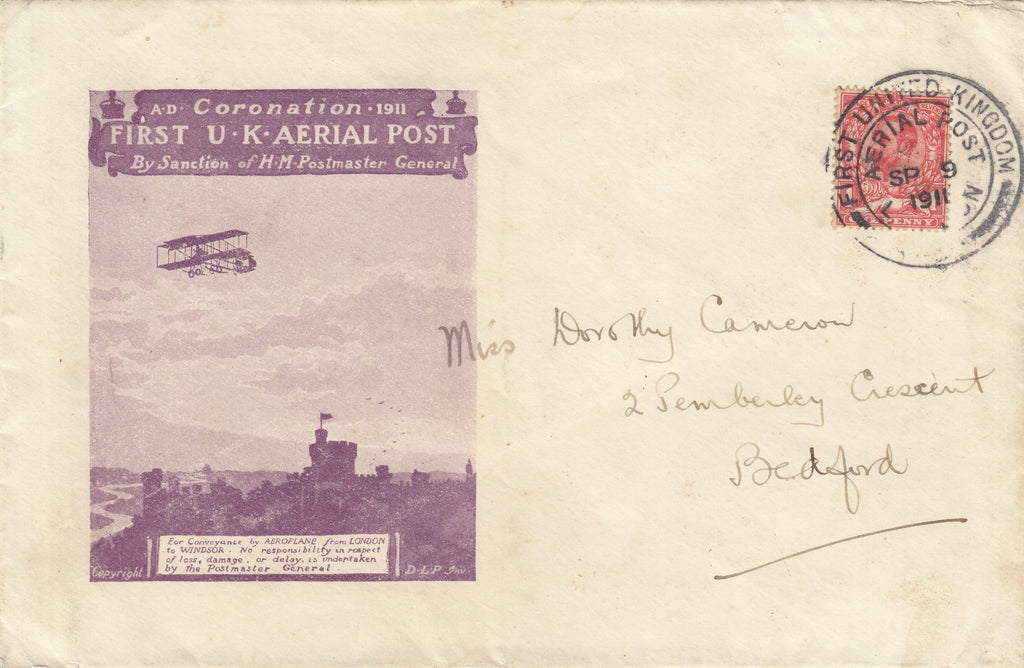 A·D· Coronation · 1911
FIRST U·K·AERIAL POST
By Sanction of H·M·Postmaster General
For Conveyance by AEROPLANE from LONDON
to WINDSOR. No responsibility in respect
of loss, damage, or delay, is undertaken
by the Postmaster General
Copyright
D·L·P Inv.
FIRST UNITED KINGDOM
AERIAL POST
SP 9
1911
PENNY
Miss Dorothy Cameron
2 Pemberley Crescent
Bedford